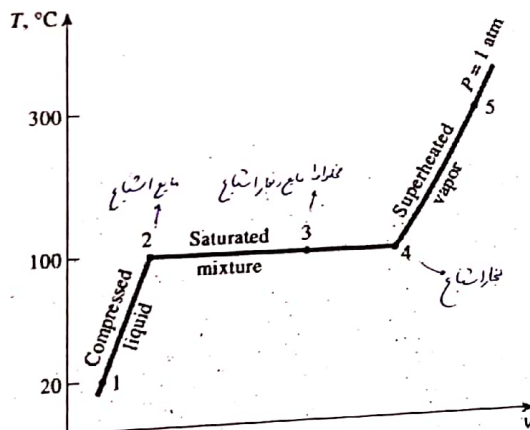 T, °C
P = 1 atm
300
5
Superheated
vapor
مایع اشباع
مخلوط مایع و بخار اشباع
2
Saturated
3
mixture
100
4
بخار اشباع
Compressed
liquid
20
1
v